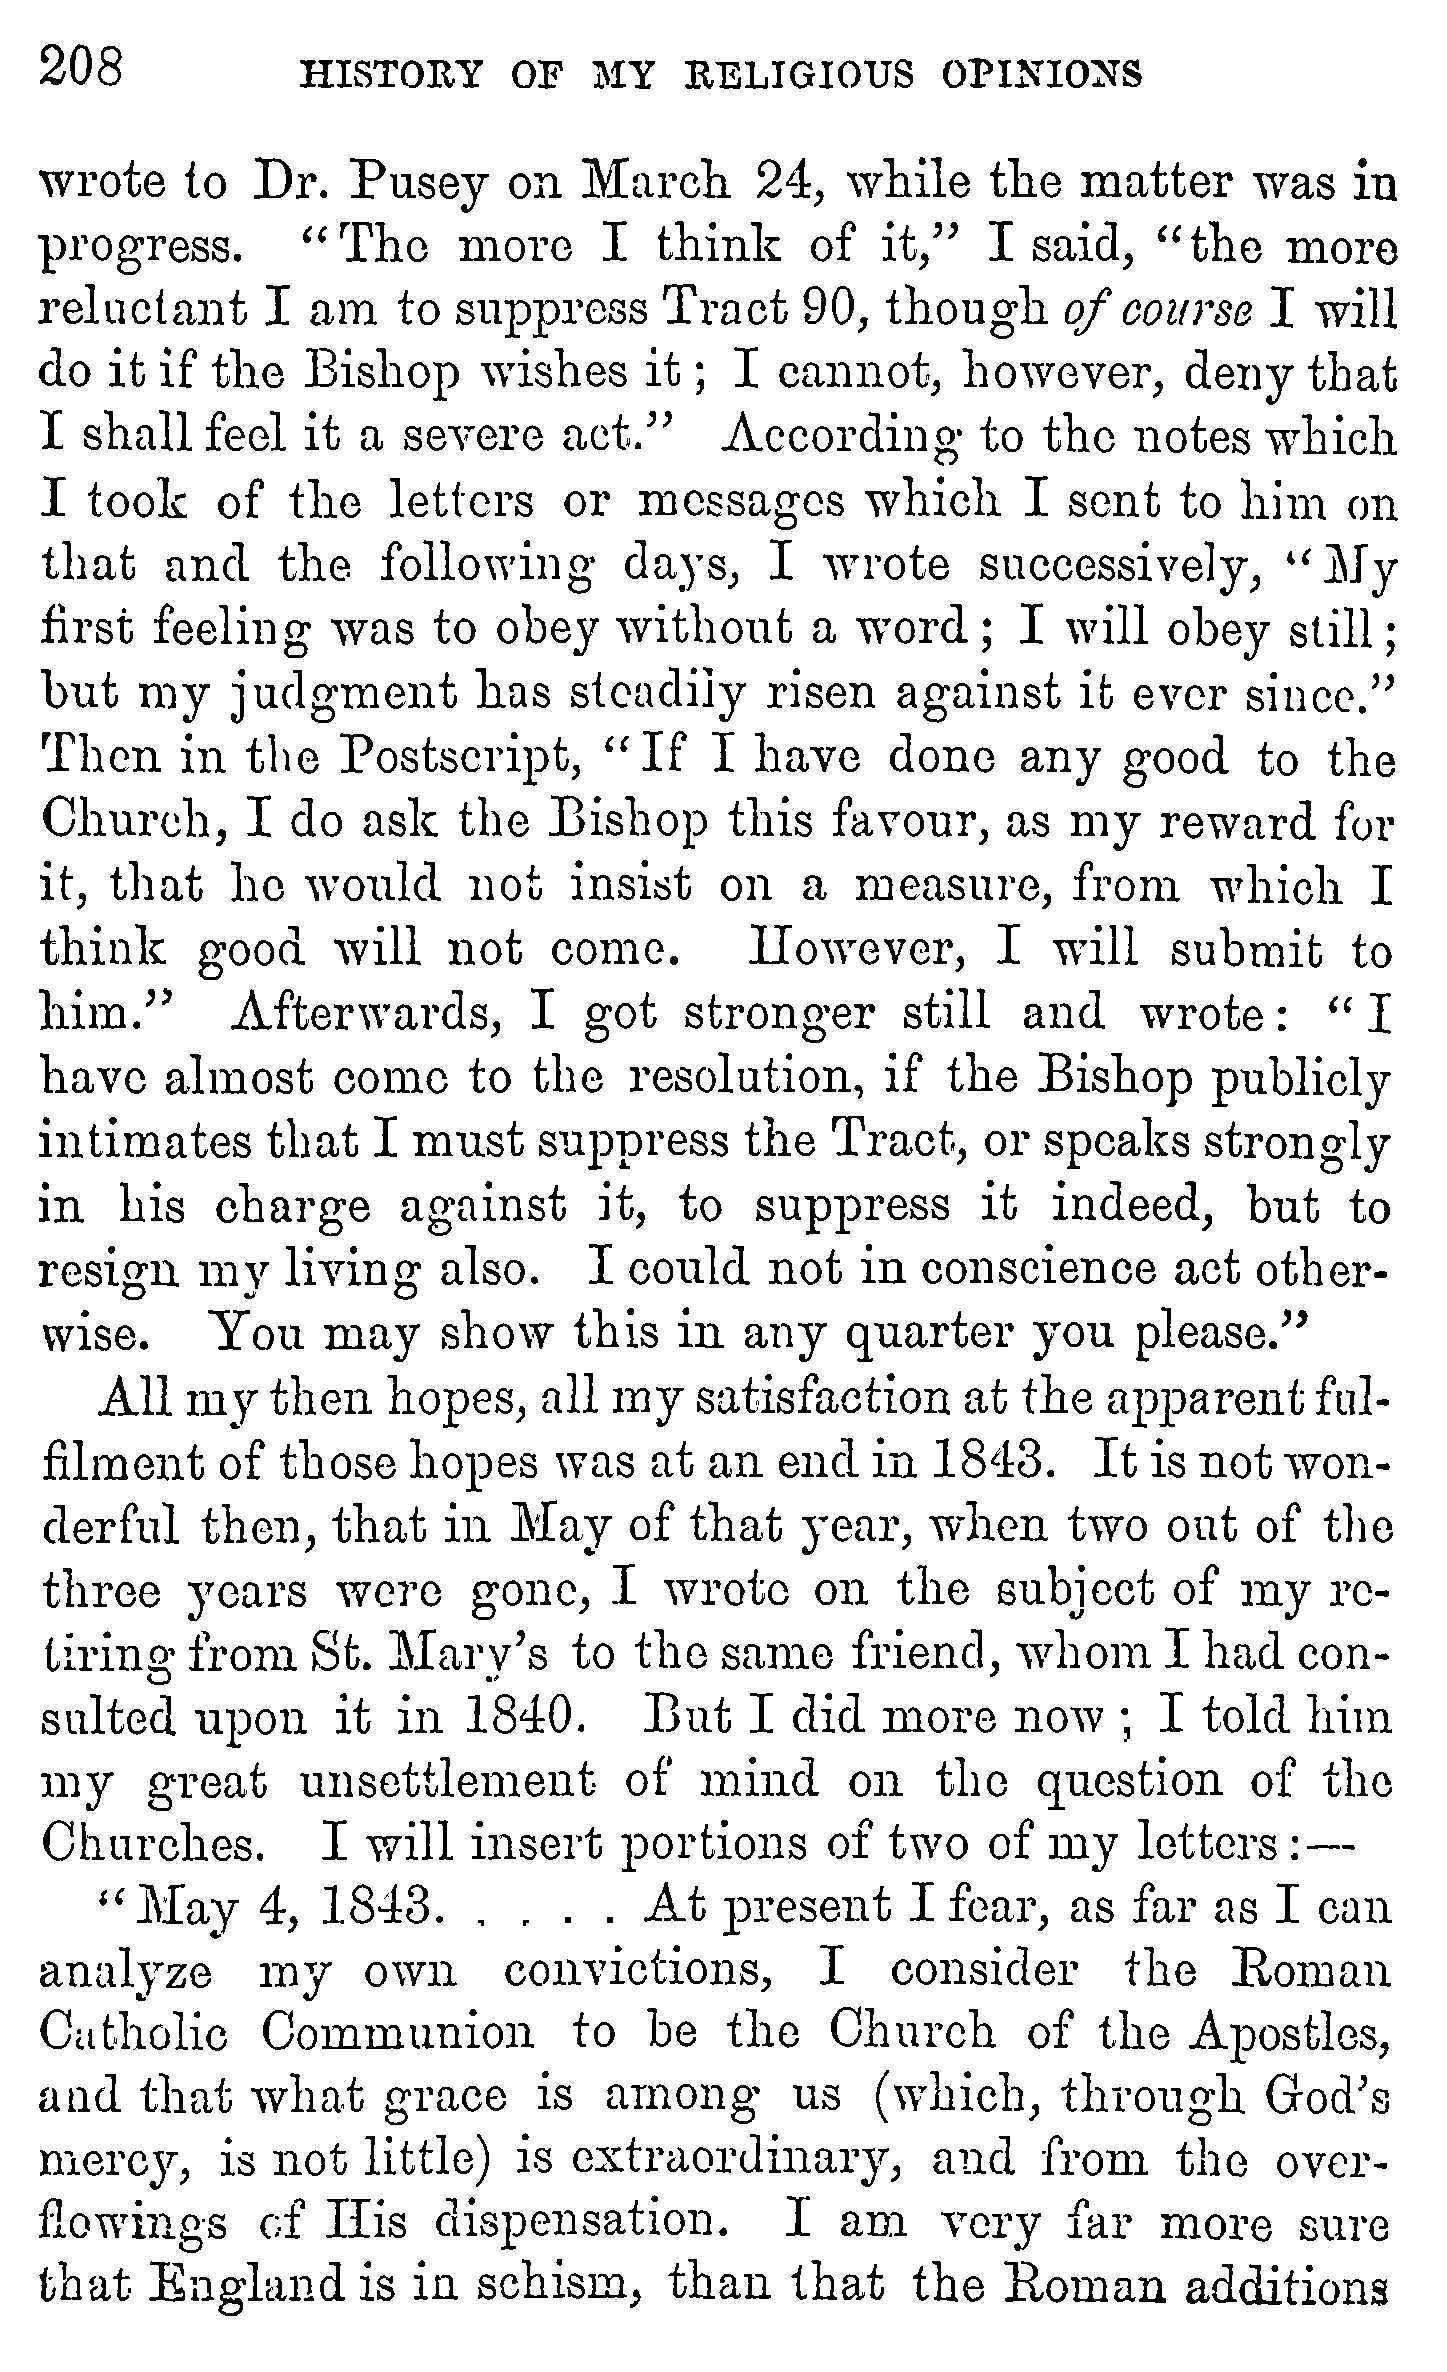 208 HISTORY OF MY RELIGIOUS OPINIONS
wrote to Dr. Pusey on March 24, while the matter was in
progress. “The more I think of it,” I said, “the more
reluctant I am to suppress Tract 90, though of course I will
do it if the Bishop wishes it; I cannot, however, deny that
I shall feel it a severe act.” According to the notes which
I took of the letters or messages which I sent to him on
that and the following days, I wrote successively, “My
first feeling was to obey without a word; I will obey still;
but my judgment has steadily risen against it ever since.”
Then in the Postscript, “If I have done any good to the
Church, I do ask the Bishop this favour, as my reward for
it, that he would not insist on a measure, from which I
think good will not come. However, I will submit to
him.” Afterwards, I got stronger still and wrote: “I
have almost come to the resolution, if the Bishop publicly
intimates that I must suppress the Tract, or speaks strongly
in his charge against it, to suppress it indeed, but to
resign my living also. I could not in conscience act other-
wise. You may show this in any quarter you please.”
All my then hopes, all my satisfaction at the apparent ful-
filment of those hopes was at an end in 1843. It is not won-
derful then, that in May of that year, when two out of the
three years were gone, I wrote on the subject of my re-
tiring from St. Mary’s to the same friend, whom I had con-
sulted upon it in 1840. But I did more now; I told him
my great unsettlement of mind on the question of the
Churches. I will insert portions of two of my letters:—
“May 4, 1843. . . . . At present I fear, as far as I can
analyze my own convictions, I consider the Roman
Catholic Communion to be the Church of the Apostles,
and that what grace is among us (which, through God’s
mercy, is not little) is extraordinary, and from the over-
flowings of His dispensation. I am very far more sure
that England is in schism, than that the Roman additions